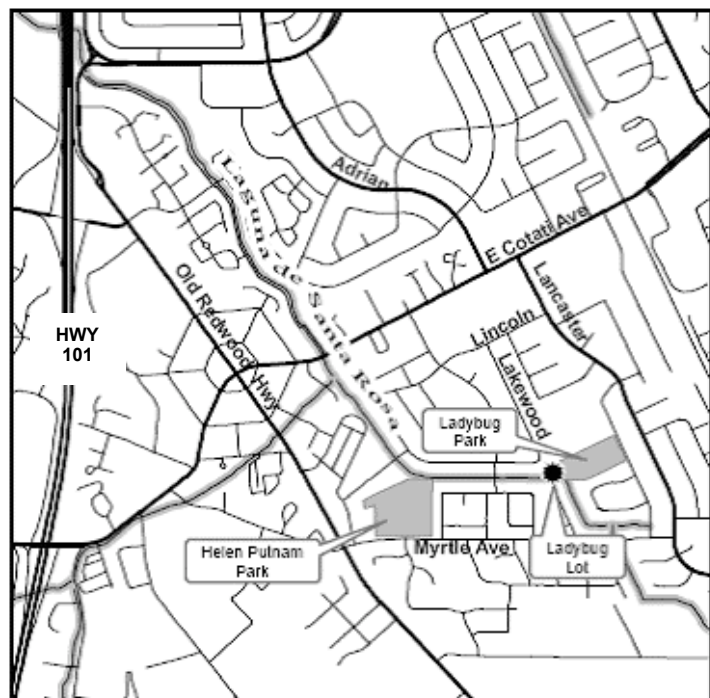 Adrian
Laguna de Santa Rosa
E Cotati Ave
Old Redwood Hwy
Lancaster
HWY
101
Lincoln
Lakewood
Ladybug
Park
Helen Putnam
Park
Myrtle Ave
Ladybug
Lot